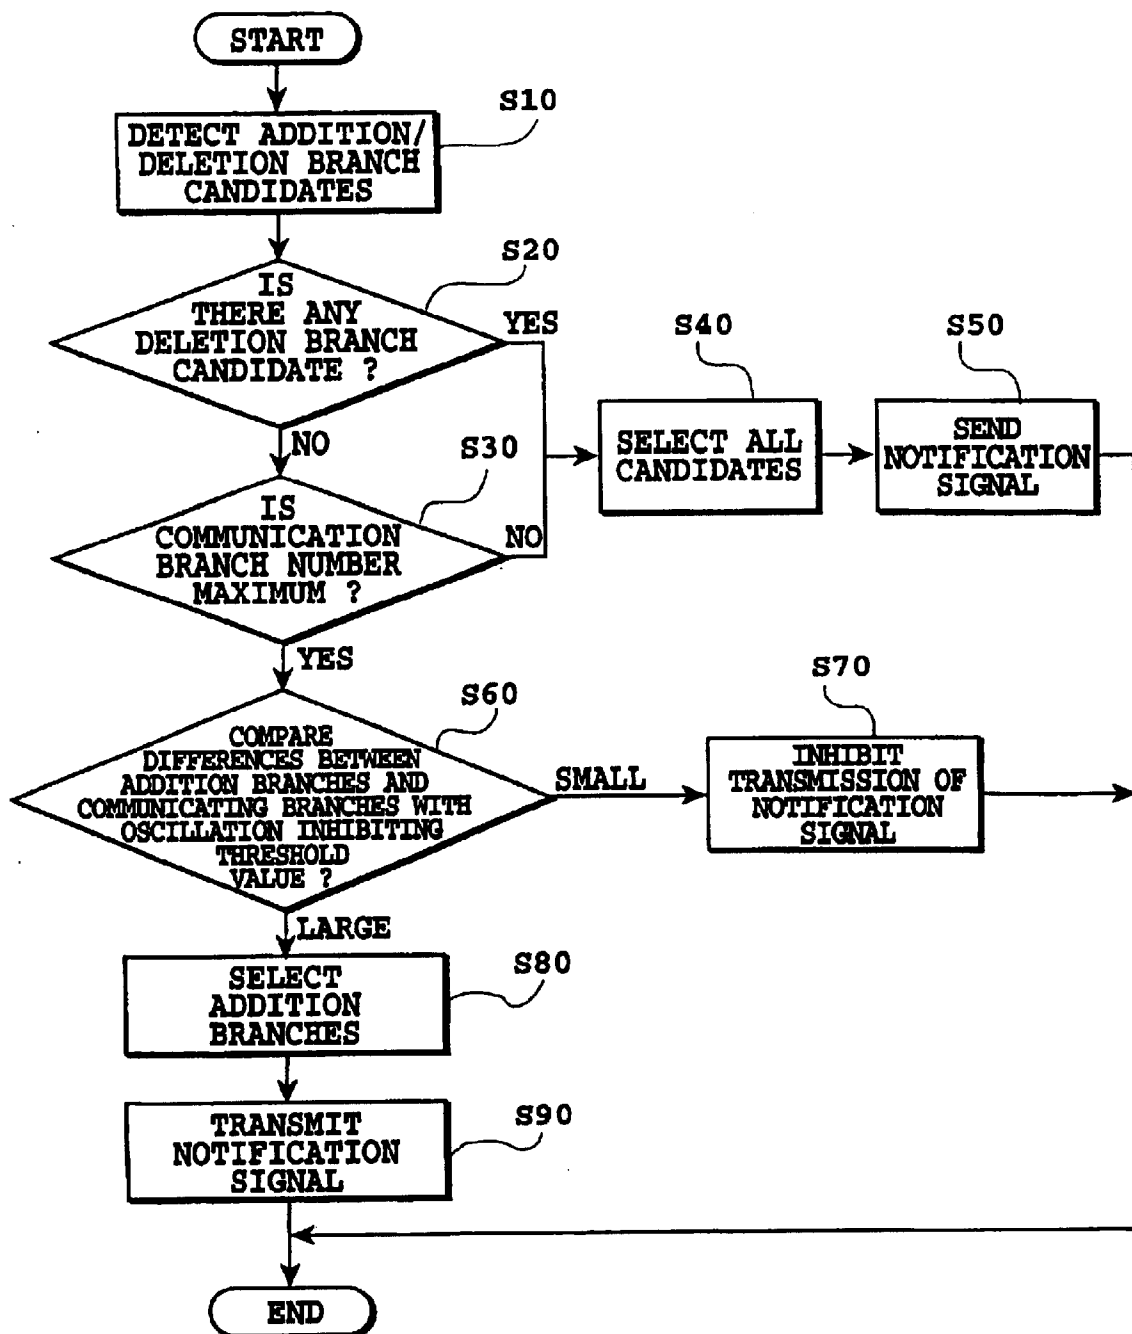 START
S10
DETECT ADDITION/
DELETION BRANCH
CANDIDATES
S20
IS
THERE ANY
DELETION BRANCH
CANDIDATE ?
YES
NO
S30
IS
COMMUNICATION
BRANCH NUMBER
MAXIMUM ?
NO
YES
S40
SELECT ALL
CANDIDATES
S50
SEND
NOTIFICATION
SIGNAL
S60
COMPARE
DIFFERENCES BETWEEN
ADDITION BRANCHES AND
COMMUNICATING BRANCHES WITH
OSCILLATION INHIBITING
THRESHOLD
VALUE ?
SMALL
LARGE
S70
INHIBIT
TRANSMISSION OF
NOTIFICATION
SIGNAL
S80
SELECT
ADDITION
BRANCHES
S90
TRANSMIT
NOTIFICATION
SIGNAL
END